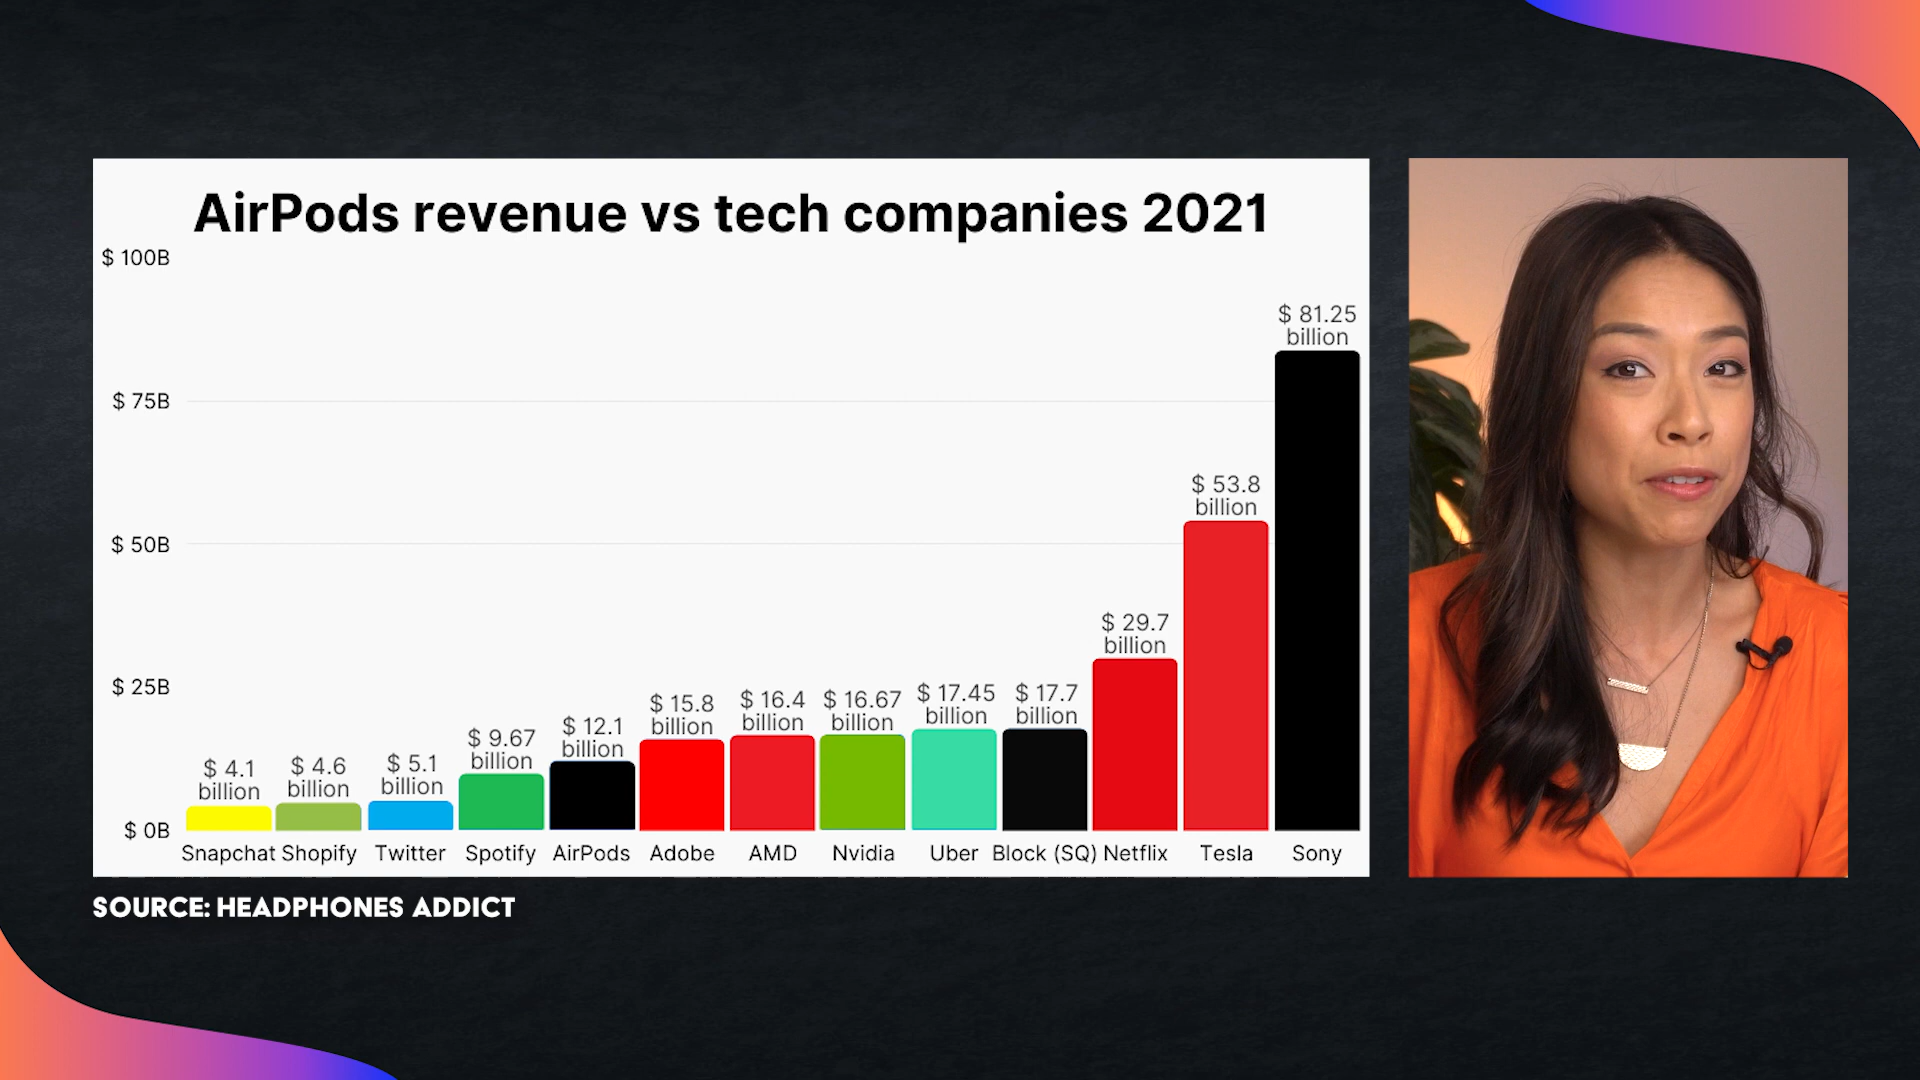 AirPods revenue vs tech companies 2021
$ 100B
$ 75B
$ 50B
$ 25B
$ 0B
$ 4.1
billion
$ 4.6
billion
$ 5.1
billion
$ 9.67
billion
$ 12.1
billion
$ 15.8
billion
$ 16.4
billion
$ 16.67
billion
$ 17.45
billion
$ 17.7
billion
$ 29.7
billion
$ 53.8
billion
$ 81.25
billion
Snapchat Shopify Twitter Spotify AirPods Adobe AMD Nvidia Uber Block (SQ) Netflix Tesla Sony
SOURCE: HEADPHONES ADDICT